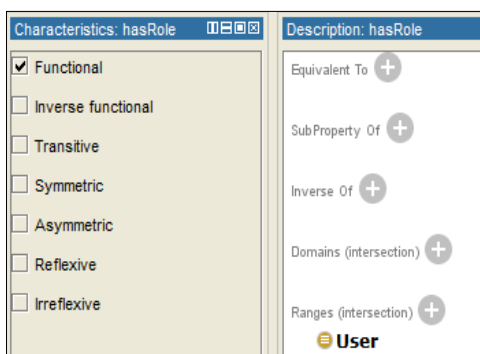 Characteristics: hasRole
Functional
Inverse functional
Transitive
Symmetric
Asymmetric
Reflexive
Irreflexive
Description: hasRole
Equivalent To
SubProperty Of
Inverse Of
Domains (intersection)
Ranges (intersection)
User